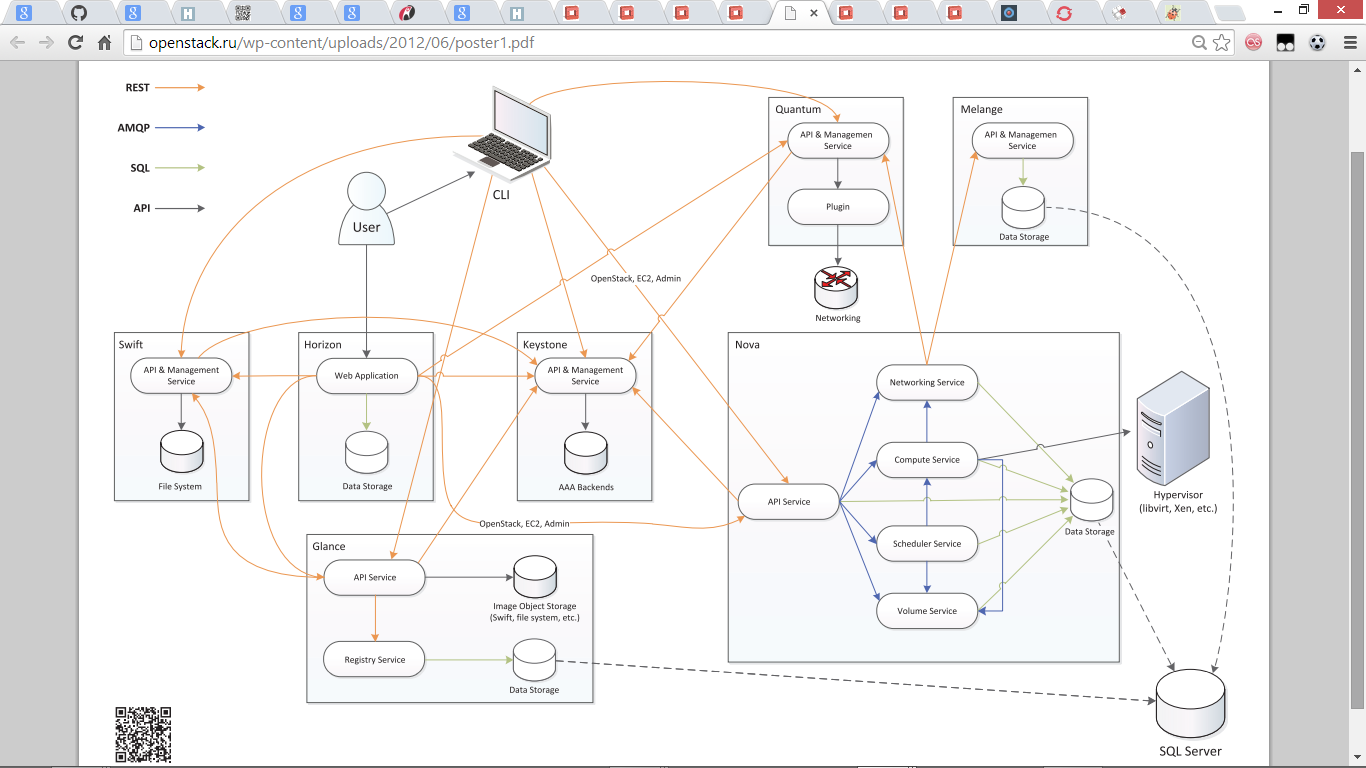 openstack.ru/wp-content/uploads/2012/06/poster1.pdf
REST
AMQP
SQL
API
CLI
User
Quantum
API & Managemen
Service
Plugin
Networking
Melange
API & Managemen
Service
Data Storage
OpenStack, EC2, Admin
Swift
API & Management
Service
File System
Horizon
Web Application
Data Storage
Keystone
API & Management
Service
AAA Backends
Nova
Networking Service
Compute Service
API Service
Scheduler Service
Volume Service
Data Storage
Hypervisor
(libvirt, Xen, etc.)
OpenStack, EC2, Admin
Glance
API Service
Image Object Storage
(Swift, file system, etc.)
Registry Service
Data Storage
SQL Server